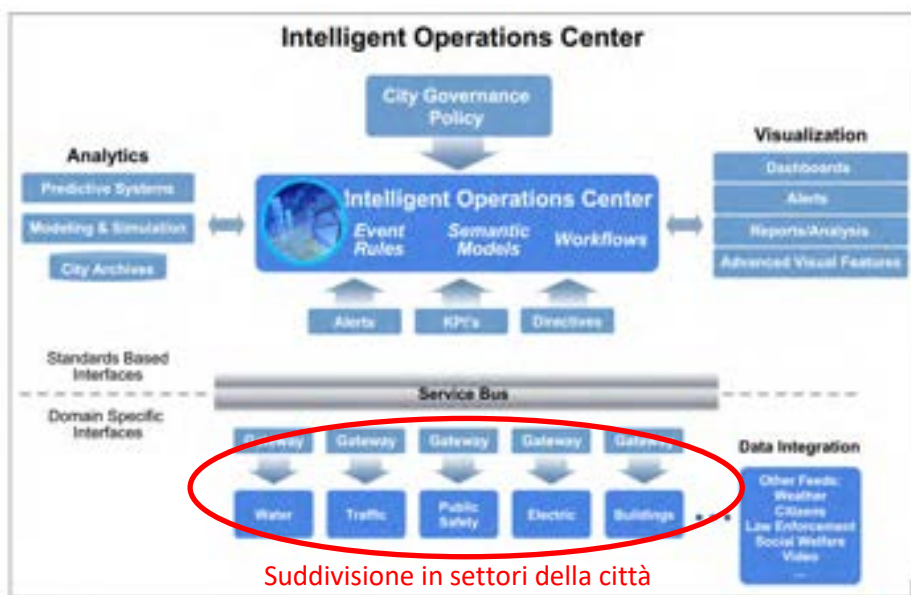 Intelligent Operations Center
City Governance
Policy
Analytics
Predictive Systems
Modeling & Simulation
City Archives
Intelligent Operations Center
Event
Rules
Semantic
Models
Workflows
Visualization
Dashboards
Alerts
Reports/Analysis
Advanced Visual Features
Alerts
KPI's
Directives
Standards Based
Interfaces
Service Bus
Domain Specific
Interfaces
Gateway
Gateway
Gateway
Gateway
Gateway
Water
Traffic
Public
Safety
Electric
Buildings
Data Integration
Other Feeds:
Weather
Citizens
Law Enforcement
Social Welfare
Video
...
Suddivisione in settori della città